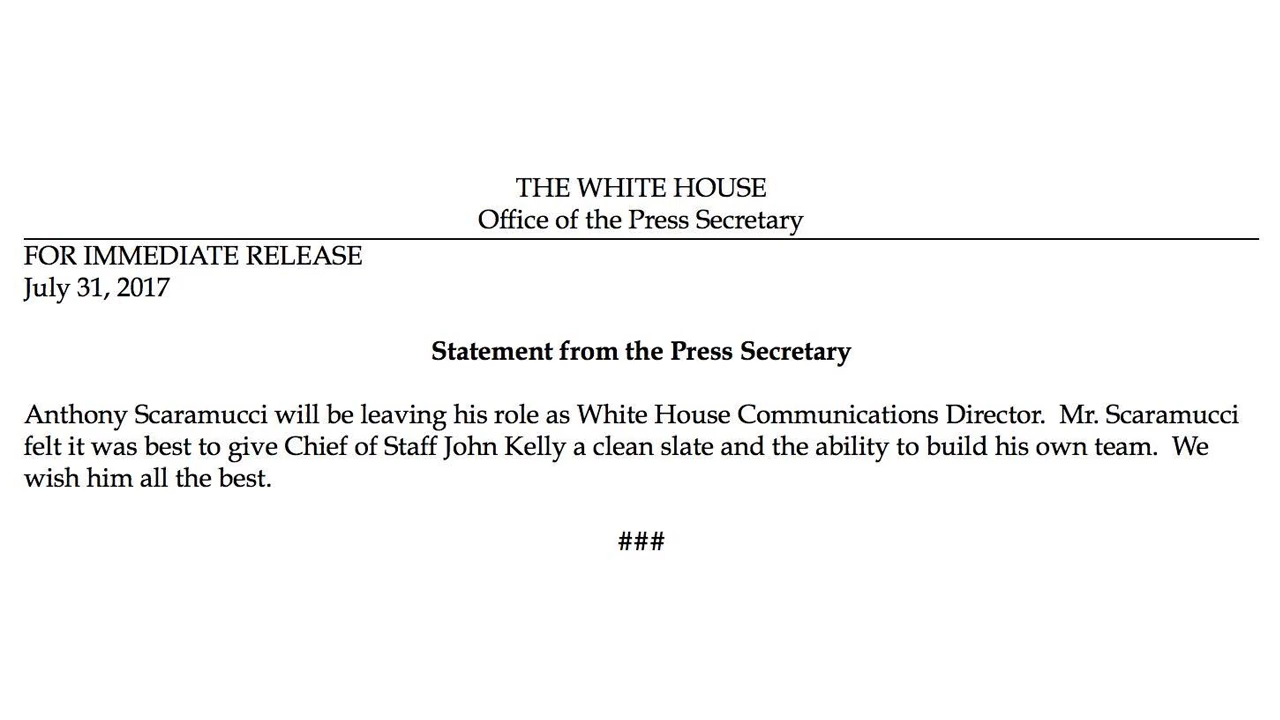 THE WHITE HOUSE
Office of the Press Secretary
FOR IMMEDIATE RELEASE
July 31, 2017
Statement from the Press Secretary
Anthony Scaramucci will be leaving his role as White House Communications Director.  Mr. Scaramucci
felt it was best to give Chief of Staff John Kelly a clean slate and the ability to build his own team.  We
wish him all the best.
###